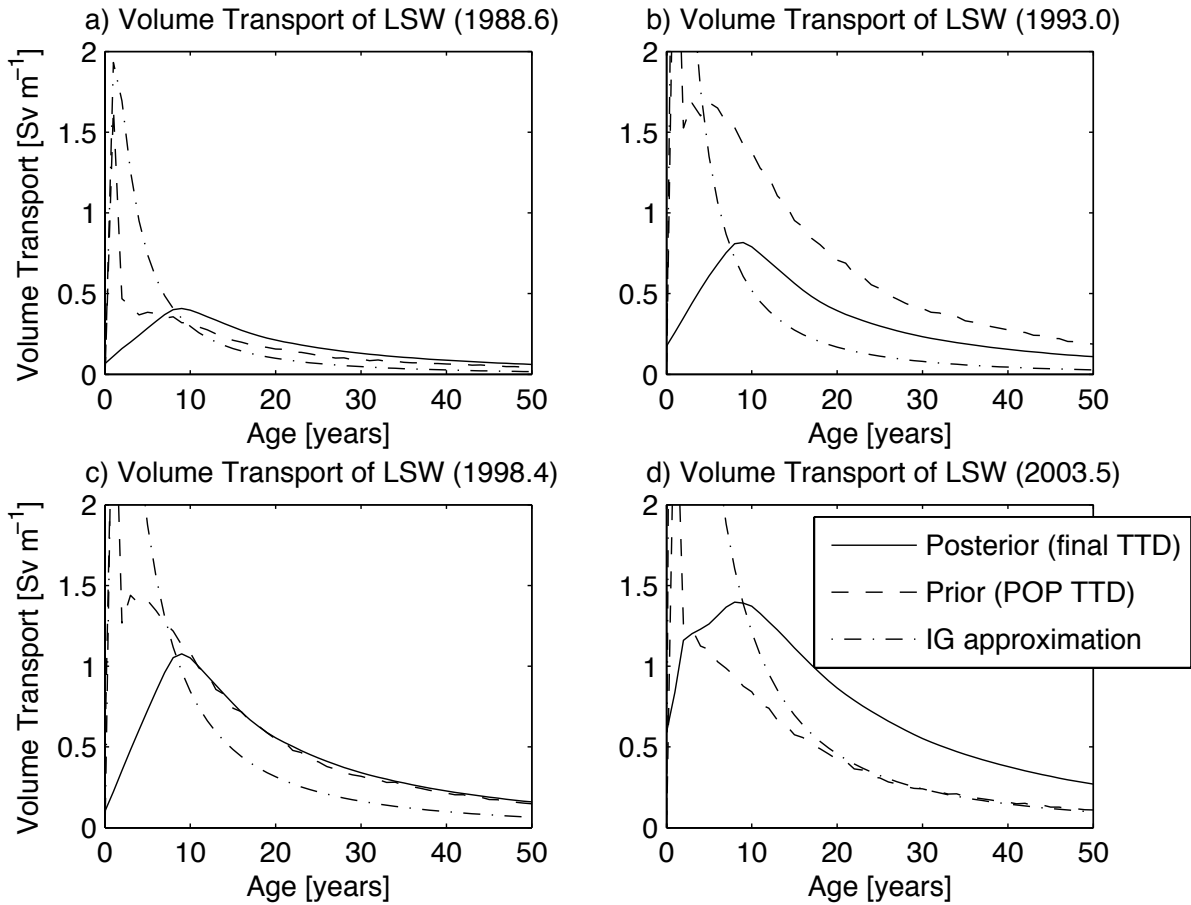 a) Volume Transport of LSW (1988.6)
2
1.5
1
0.5
0
Volume Transport [Sv m−1]
0 10 20 30 40 50
Age [years]
b) Volume Transport of LSW (1993.0)
2
1.5
1
0.5
0
0 10 20 30 40 50
Age [years]
c) Volume Transport of LSW (1998.4)
2
1.5
1
0.5
0
Volume Transport [Sv m−1]
0 10 20 30 40 50
Age [years]
d) Volume Transport of LSW (2003.5)
2
1.5
1
0.5
0
0 10 20 30 40 50
Age [years]
Posterior (final TTD)
Prior (POP TTD)
IG approximation